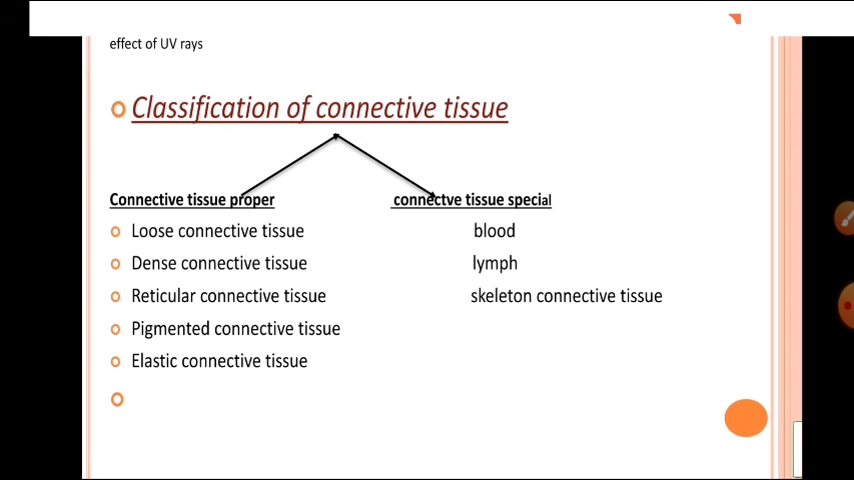 effect of UV rays
Classification of connective tissue
Connective tissue proper
Loose connective tissue
Dense connective tissue
Reticular connective tissue
Pigmented connective tissue
Elastic connective tissue
connectve tissue special
blood
lymph
skeleton connective tissue